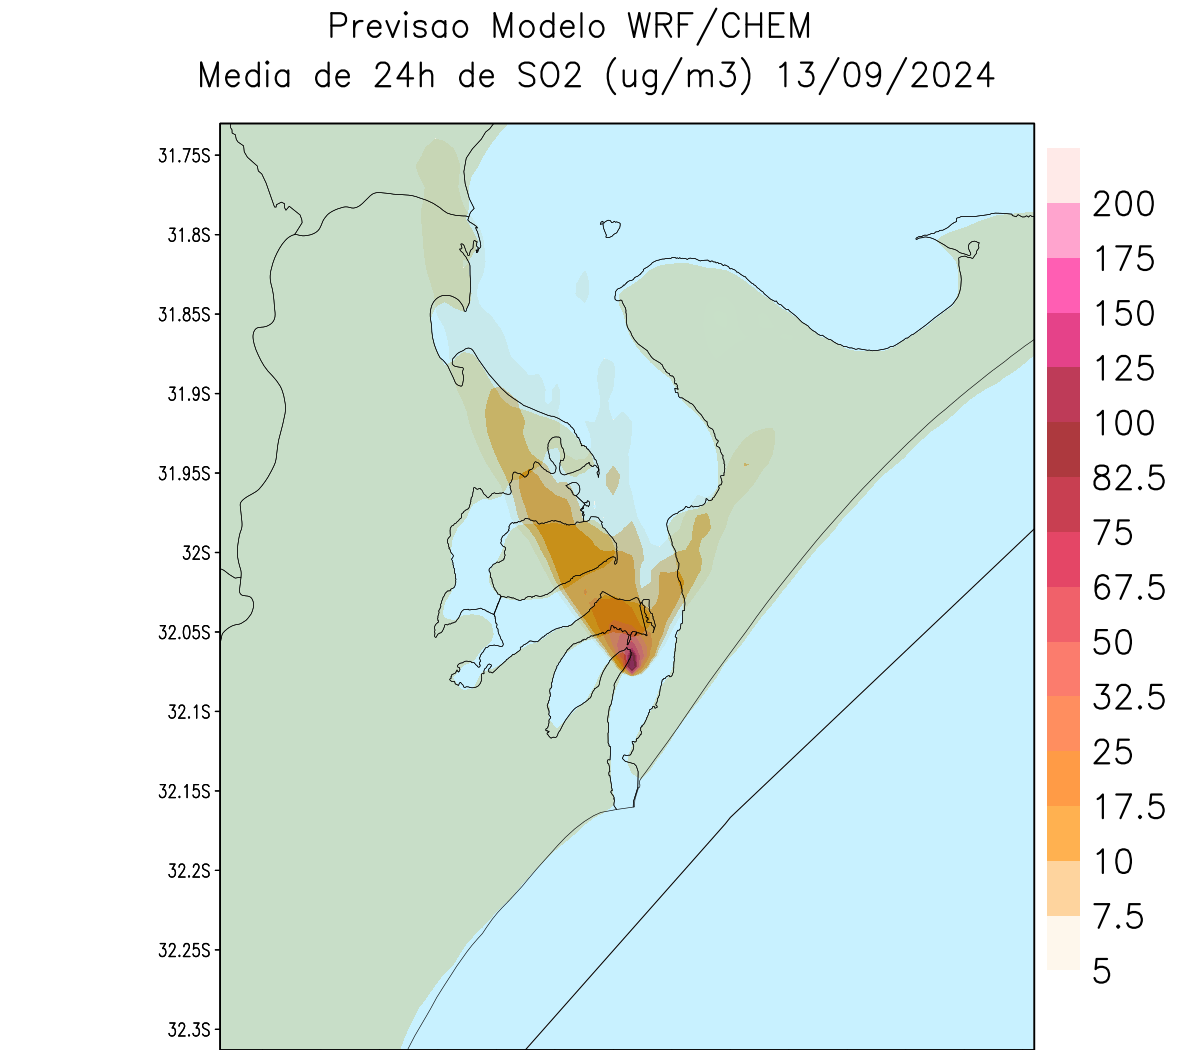 Previsao Modelo WRF/CHEM
Media de 24h de SO2 (ug/m3) 13/09/2024
31.75S
31.8S
31.85S
31.9S
31.95S
32S
32.05S
32.1S
32.15S
32.2S
32.25S
32.3S
200
175
150
125
100
82.5
75
67.5
50
32.5
25
17.5
10
7.5
5